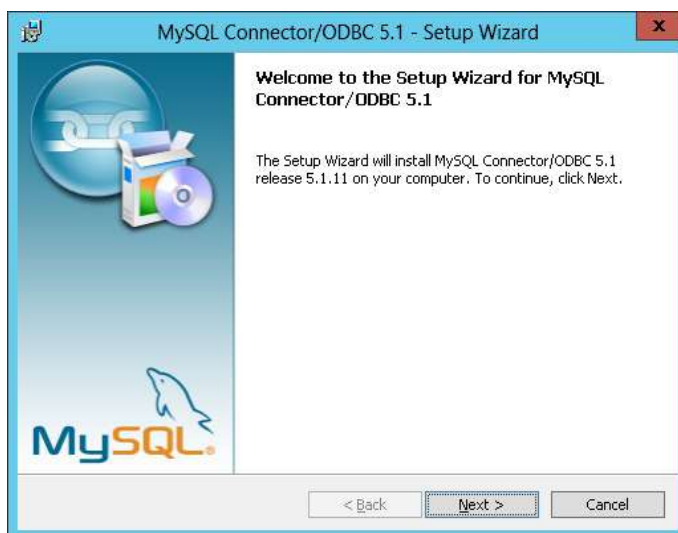 MySQL Connector/ODBC 5.1 - Setup Wizard
x
Welcome to the Setup Wizard for MySQL
Connector/ODBC 5.1
The Setup Wizard will install MySQL Connector/ODBC 5.1
release 5.1.11 on your computer. To continue, click Next.
MySQL®
< Back
Next >
Cancel